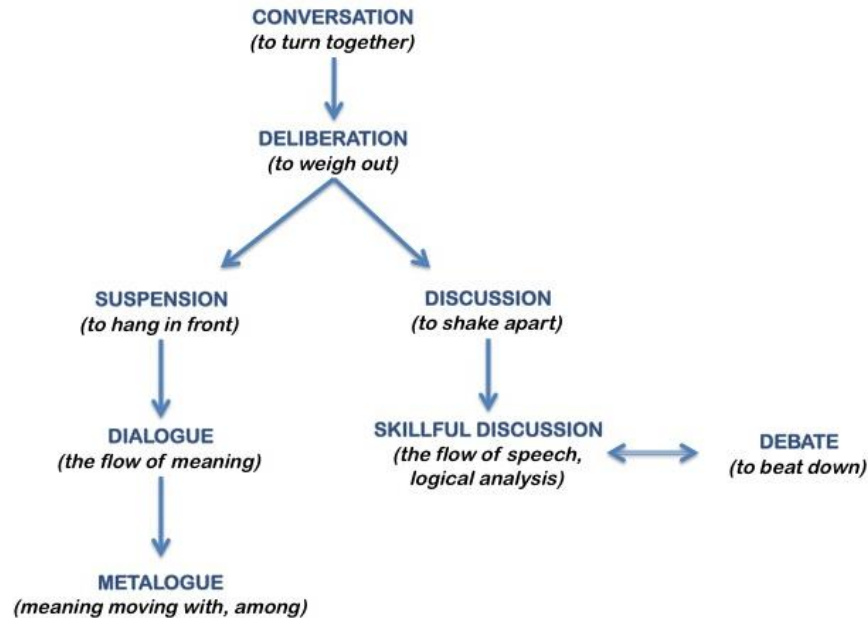 CONVERSATION
(to turn together)
DELIBERATION
(to weigh out)
SUSPENSION
(to hang in front)
DISCUSSION
(to shake apart)
DIALOGUE
(the flow of meaning)
SKILLFUL DISCUSSION
(the flow of speech,
logical analysis)
DEBATE
(to beat down)
METALOGUE
(meaning moving with, among)